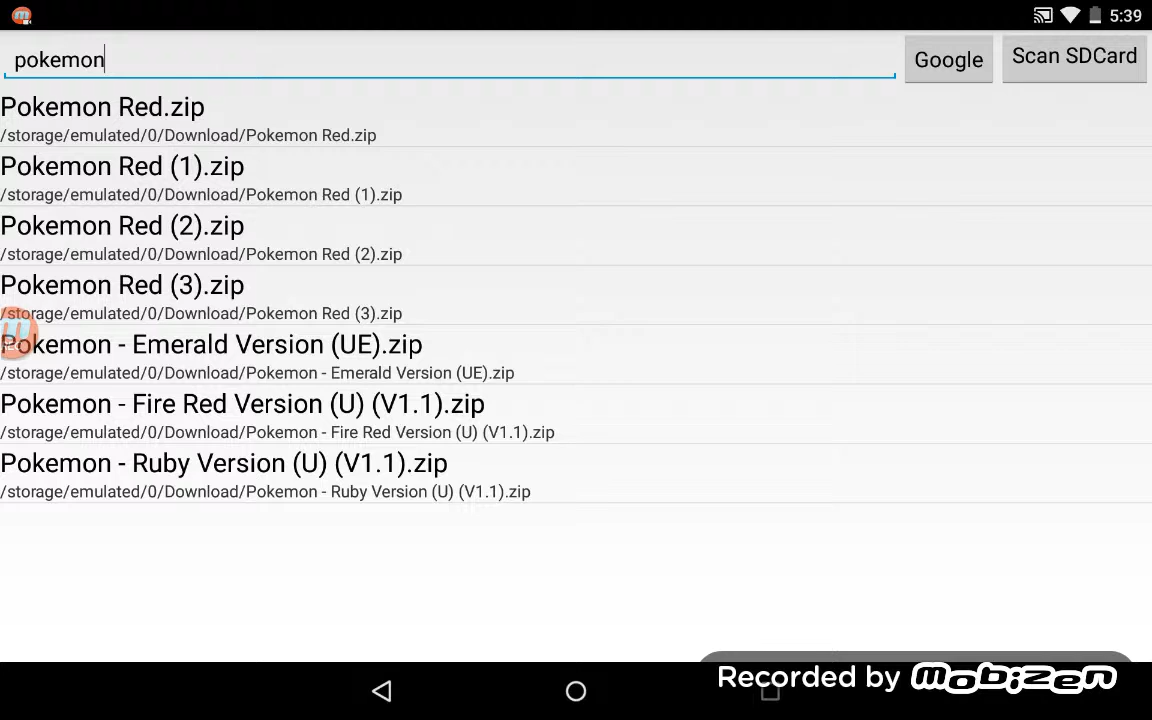 5:39
pokemon
Google
Scan SDCard
Pokemon Red.zip
/storage/emulated/0/Download/Pokemon Red.zip
Pokemon Red (1).zip
/storage/emulated/0/Download/Pokemon Red (1).zip
Pokemon Red (2).zip
/storage/emulated/0/Download/Pokemon Red (2).zip
Pokemon Red (3).zip
/storage/emulated/0/Download/Pokemon Red (3).zip
Pokemon - Emerald Version (UE).zip
/storage/emulated/0/Download/Pokemon - Emerald Version (UE).zip
Pokemon - Fire Red Version (U) (V1.1).zip
/storage/emulated/0/Download/Pokemon - Fire Red Version (U) (V1.1).zip
Pokemon - Ruby Version (U) (V1.1).zip
/storage/emulated/0/Download/Pokemon - Ruby Version (U) (V1.1).zip
Recorded by mobizen